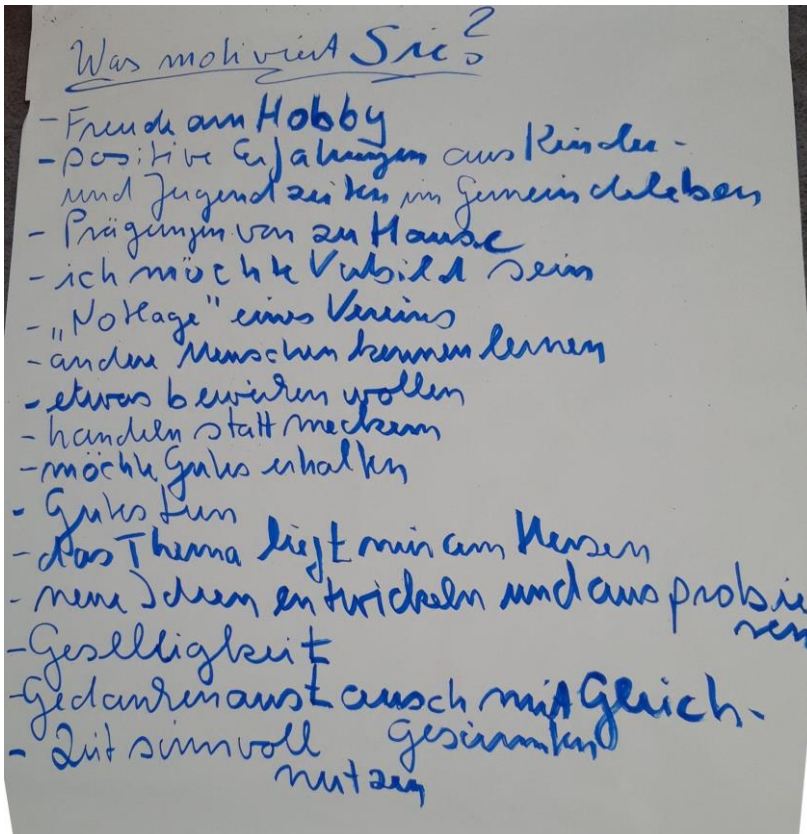 Was motiviert Sie?
- Freude am Hobby
- positive Erfahrungen aus Kinder-
und Jugendzeiten im Gemeindeleben
- Prägungen von zu Hause
- ich möchte Vorbild sein
- „Notlage" eines Vereins
- andere Menschen kennen lernen
- etwas bewirken wollen
- handeln statt meckern
- möchte Gutes erhalten
- Gutes tun
- das Thema liegt mir am Herzen
- neue Ideen entwickeln und ausprobie
ren
- Geselligkeit
- Gedankenaustausch mit Gleich-
gesinnten
- Zeit sinnvoll
nutzen